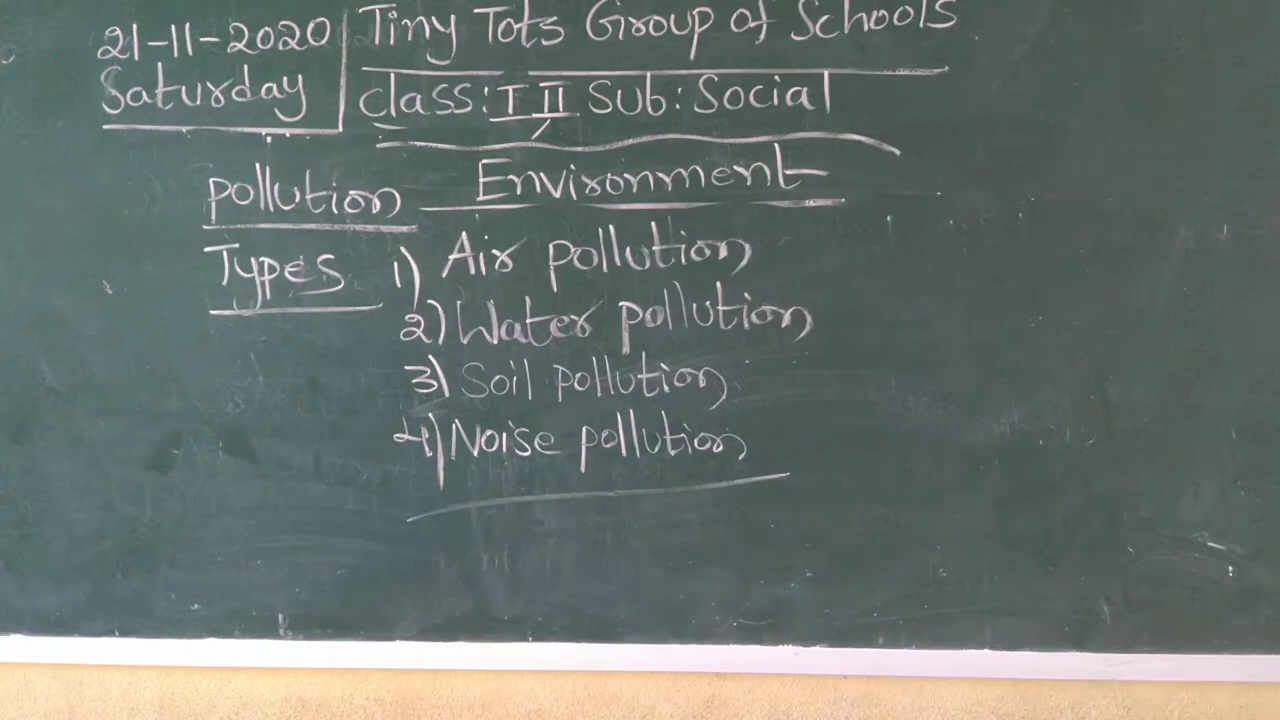 21-11-2020 Tiny Tots Group of Schools
Saturday class: I II Sub: Social
Environment
pollution
Types 1) Air pollution
2) Water pollution
3) Soil pollution
4) Noise pollution